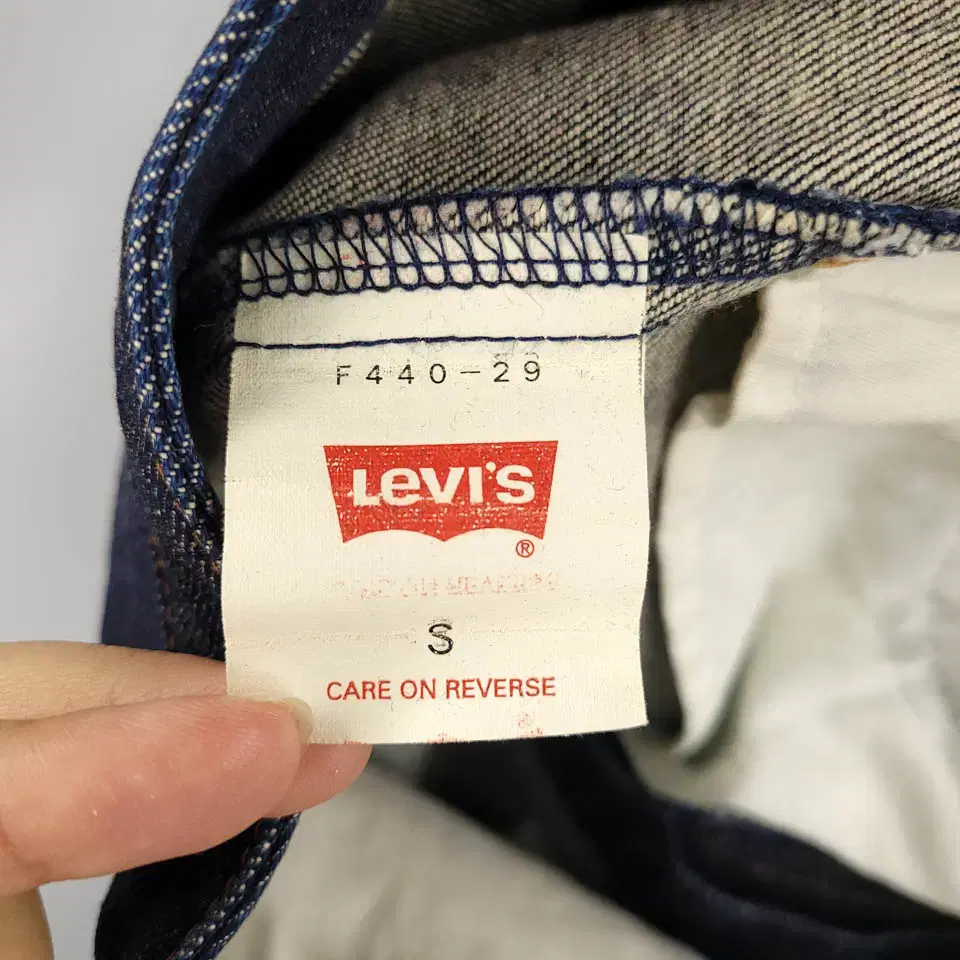 F440-29
LEVI'S
®
S
CARE ON REVERSE